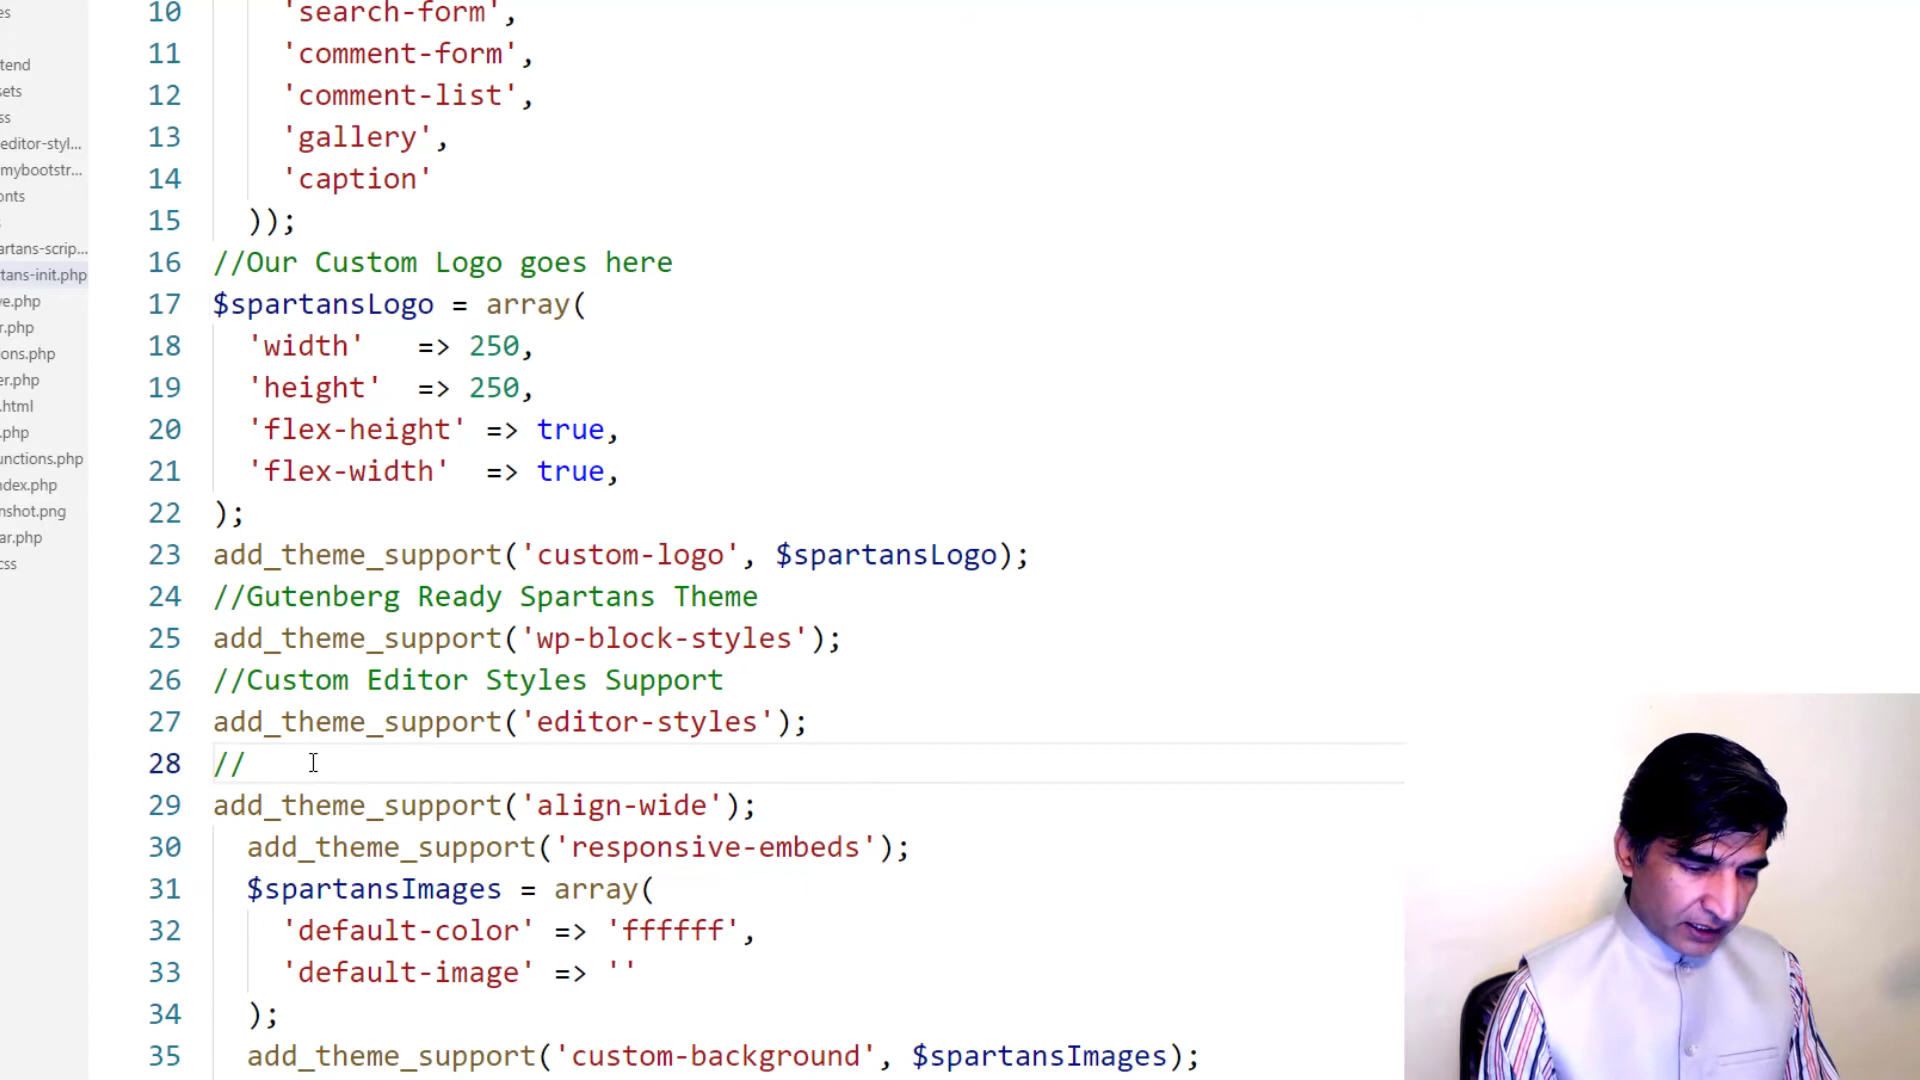 es
tend
sets
ss
editor-styl...
mybootstr...
onts
s
artans-scrip...
tans-init.php
ve.php
r.php
ons.php
er.php
.html
.php
unctions.php
ndex.php
nshot.png
ar.php
css
10 'search-form',
11 'comment-form',
12 'comment-list',
13 'gallery',
14 'caption'
15 ));
16 //Our Custom Logo goes here
17 $spartansLogo = array(
18 'width' => 250,
19 'height' => 250,
20 'flex-height' => true,
21 'flex-width' => true,
22 );
23 add_theme_support('custom-logo', $spartansLogo);
24 //Gutenberg Ready Spartans Theme
25 add_theme_support('wp-block-styles');
26 //Custom Editor Styles Support
27 add_theme_support('editor-styles');
28 //
29 add_theme_support('align-wide');
30 add_theme_support('responsive-embeds');
31 $spartansImages = array(
32 'default-color' => 'ffffff',
33 'default-image' => ''
34 );
35 add_theme_support('custom-background', $spartansImages);